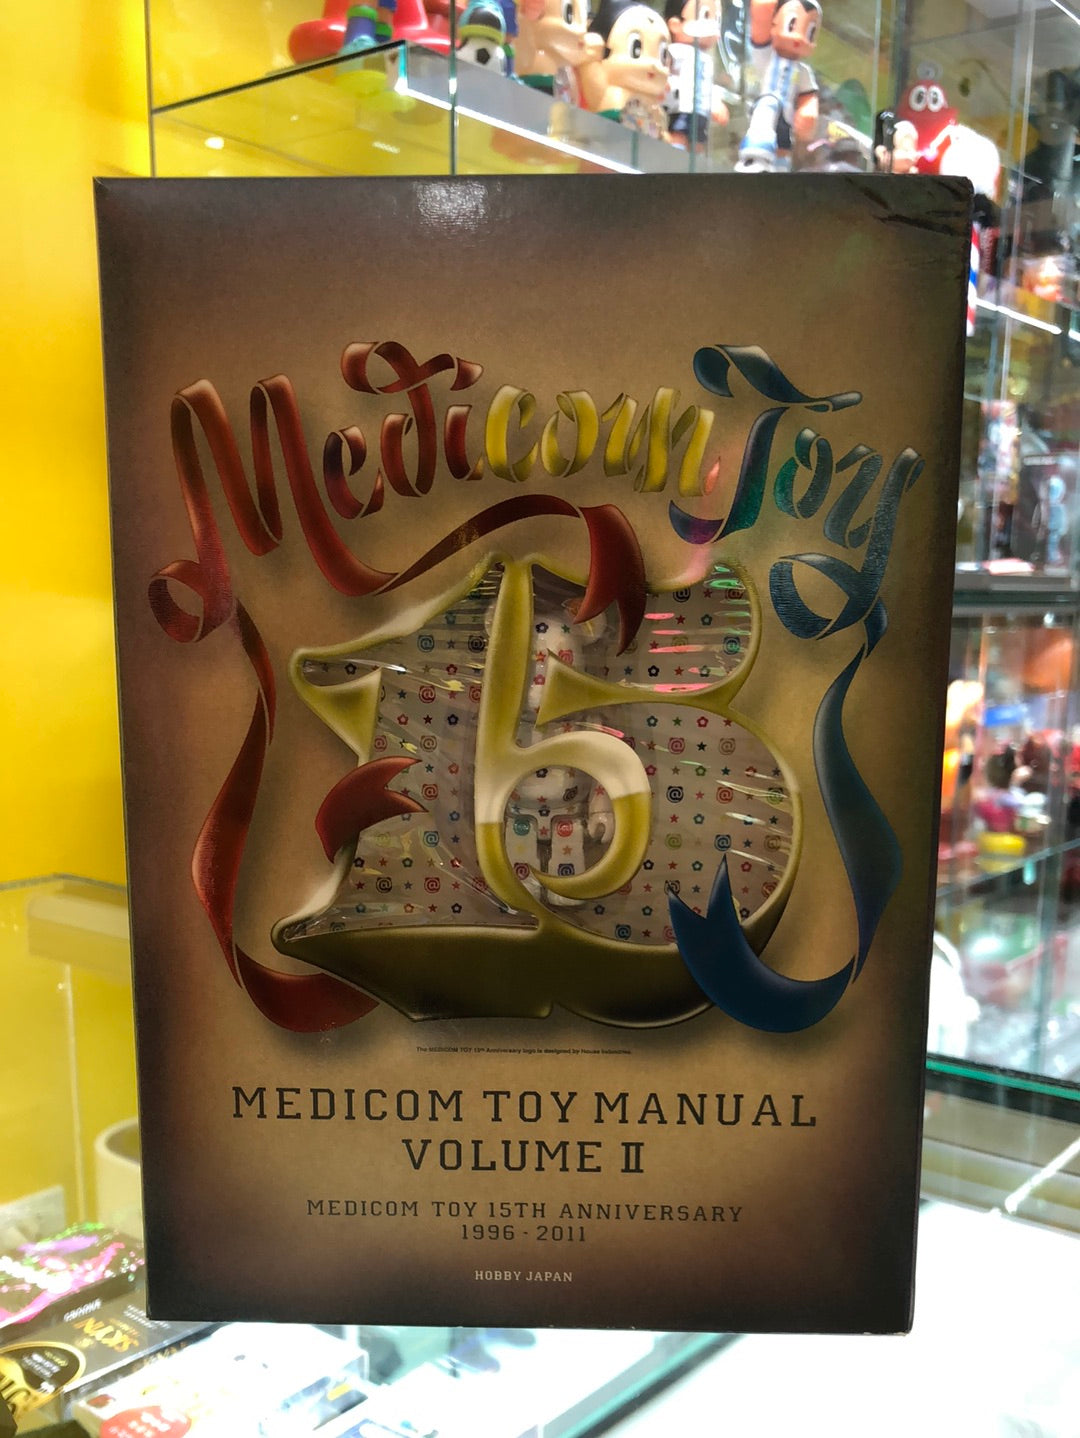 Medicom Toy
15
The MEDICOM TOY 15th Anniversary logo is designed by House Industries.
MEDICOM TOY MANUAL
VOLUME II
MEDICOM TOY 15TH ANNIVERSARY
1996 - 2011
HOBBY JAPAN
SKYN